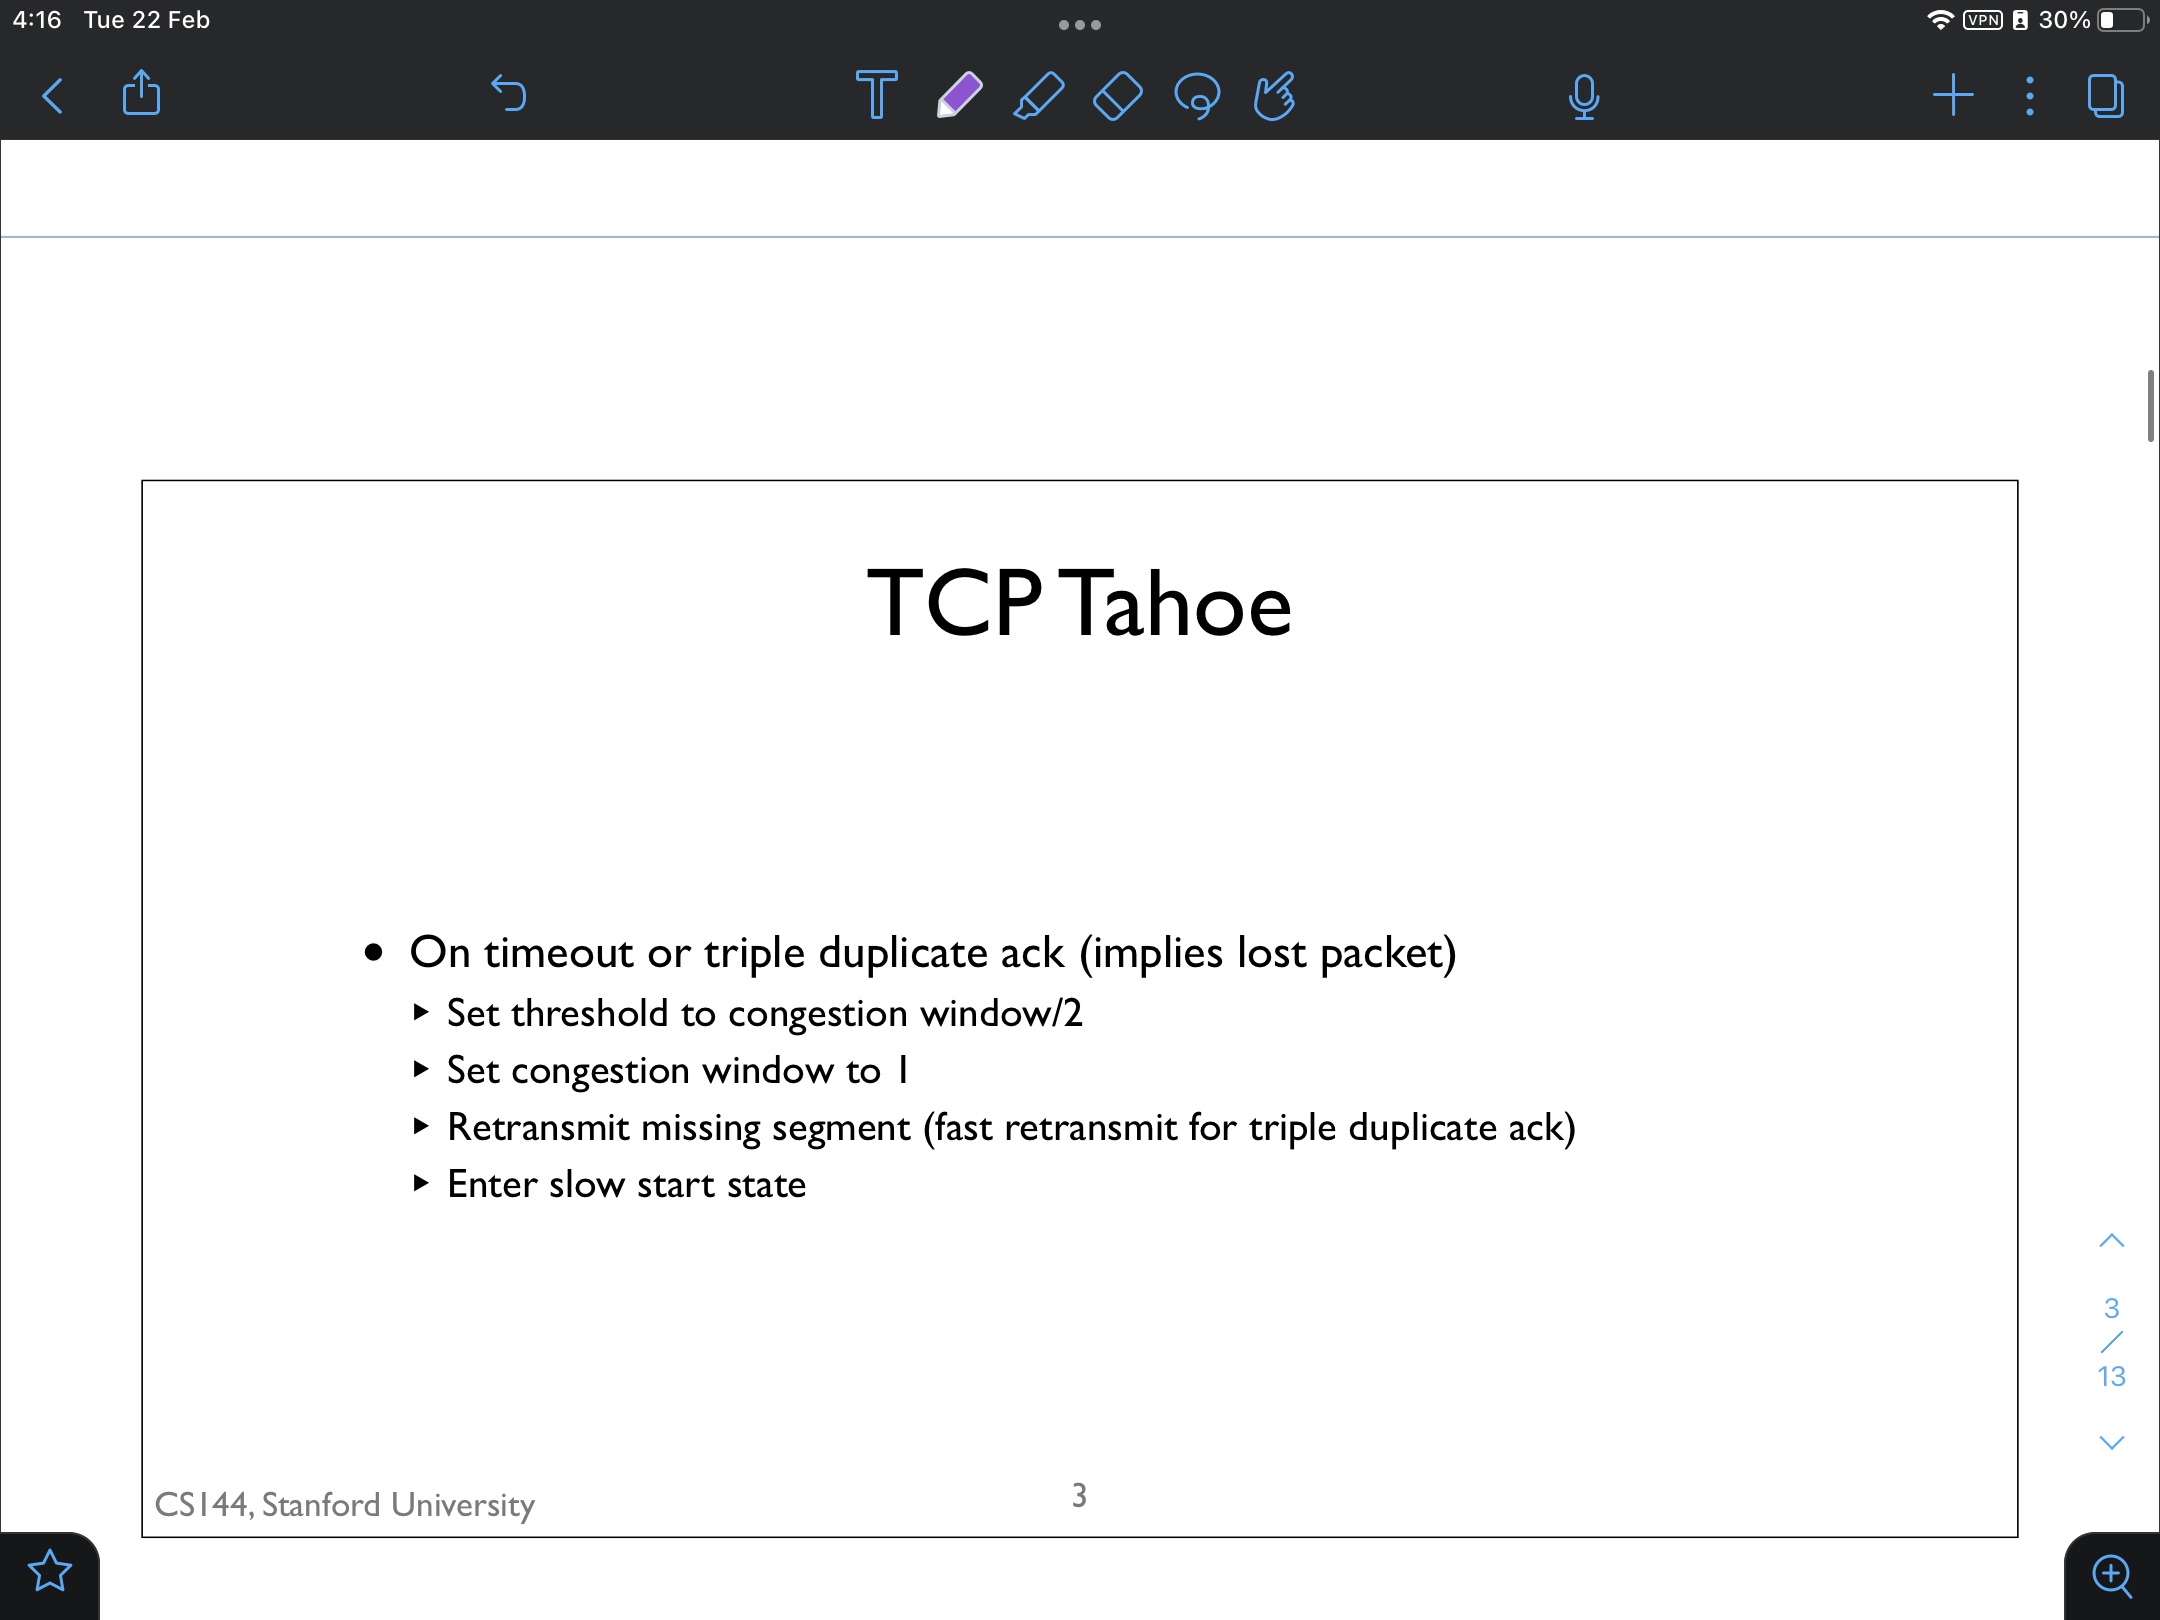 4:16 Tue 22 Feb
VPN 30%
T
TCP Tahoe
• On timeout or triple duplicate ack (implies lost packet)
▸ Set threshold to congestion window/2
▸ Set congestion window to 1
▸ Retransmit missing segment (fast retransmit for triple duplicate ack)
▸ Enter slow start state
3
/
13
CS144, Stanford University
3